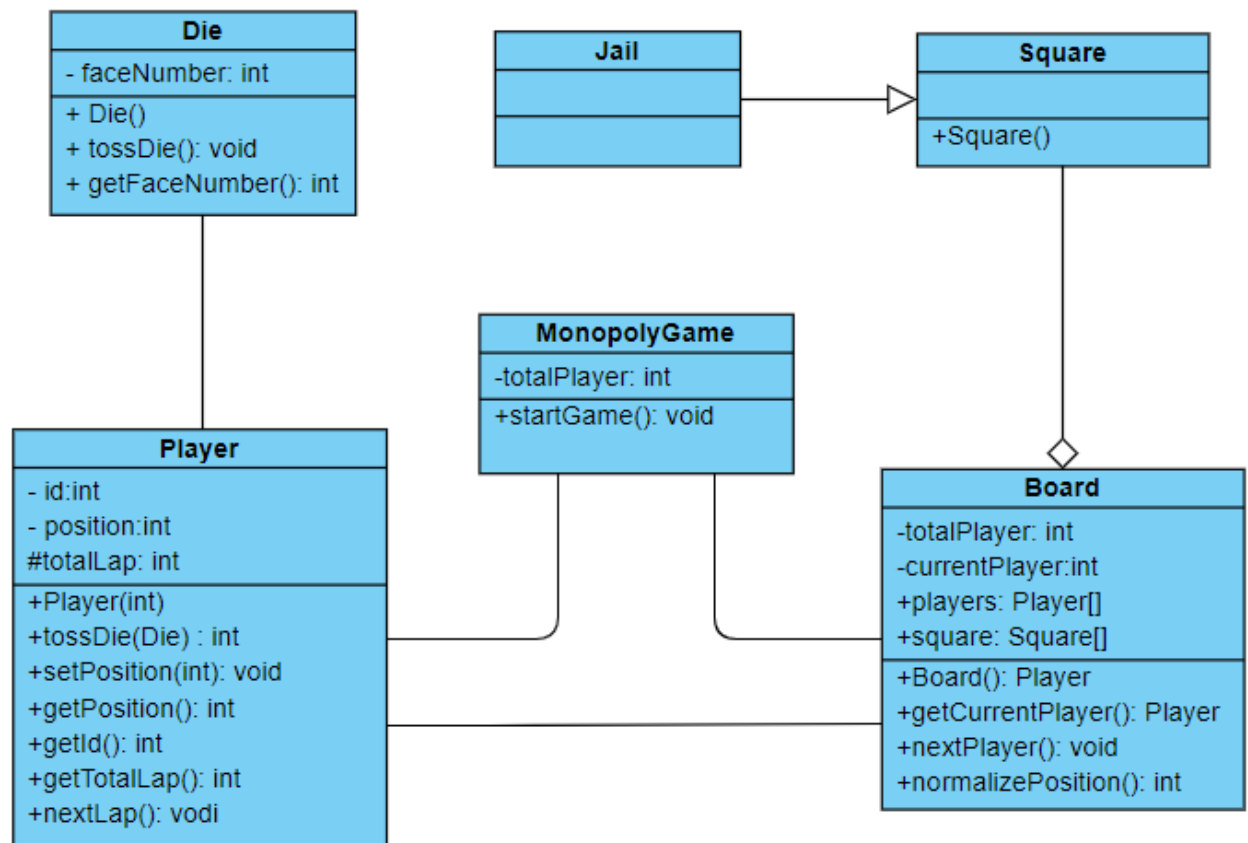 Die
- faceNumber: int
+ Die()
+ tossDie(): void
+ getFaceNumber(): int
Jail
Square
+Square()
MonopolyGame
-totalPlayer: int
+startGame(): void
Player
- id:int
- position:int
#totalLap: int
+Player(int)
+tossDie(Die) : int
+setPosition(int): void
+getPosition(): int
+getId(): int
+getTotalLap(): int
+nextLap(): vodi
Board
-totalPlayer: int
-currentPlayer:int
+players: Player[]
+square: Square[]
+Board(): Player
+getCurrentPlayer(): Player
+nextPlayer(): void
+normalizePosition(): int